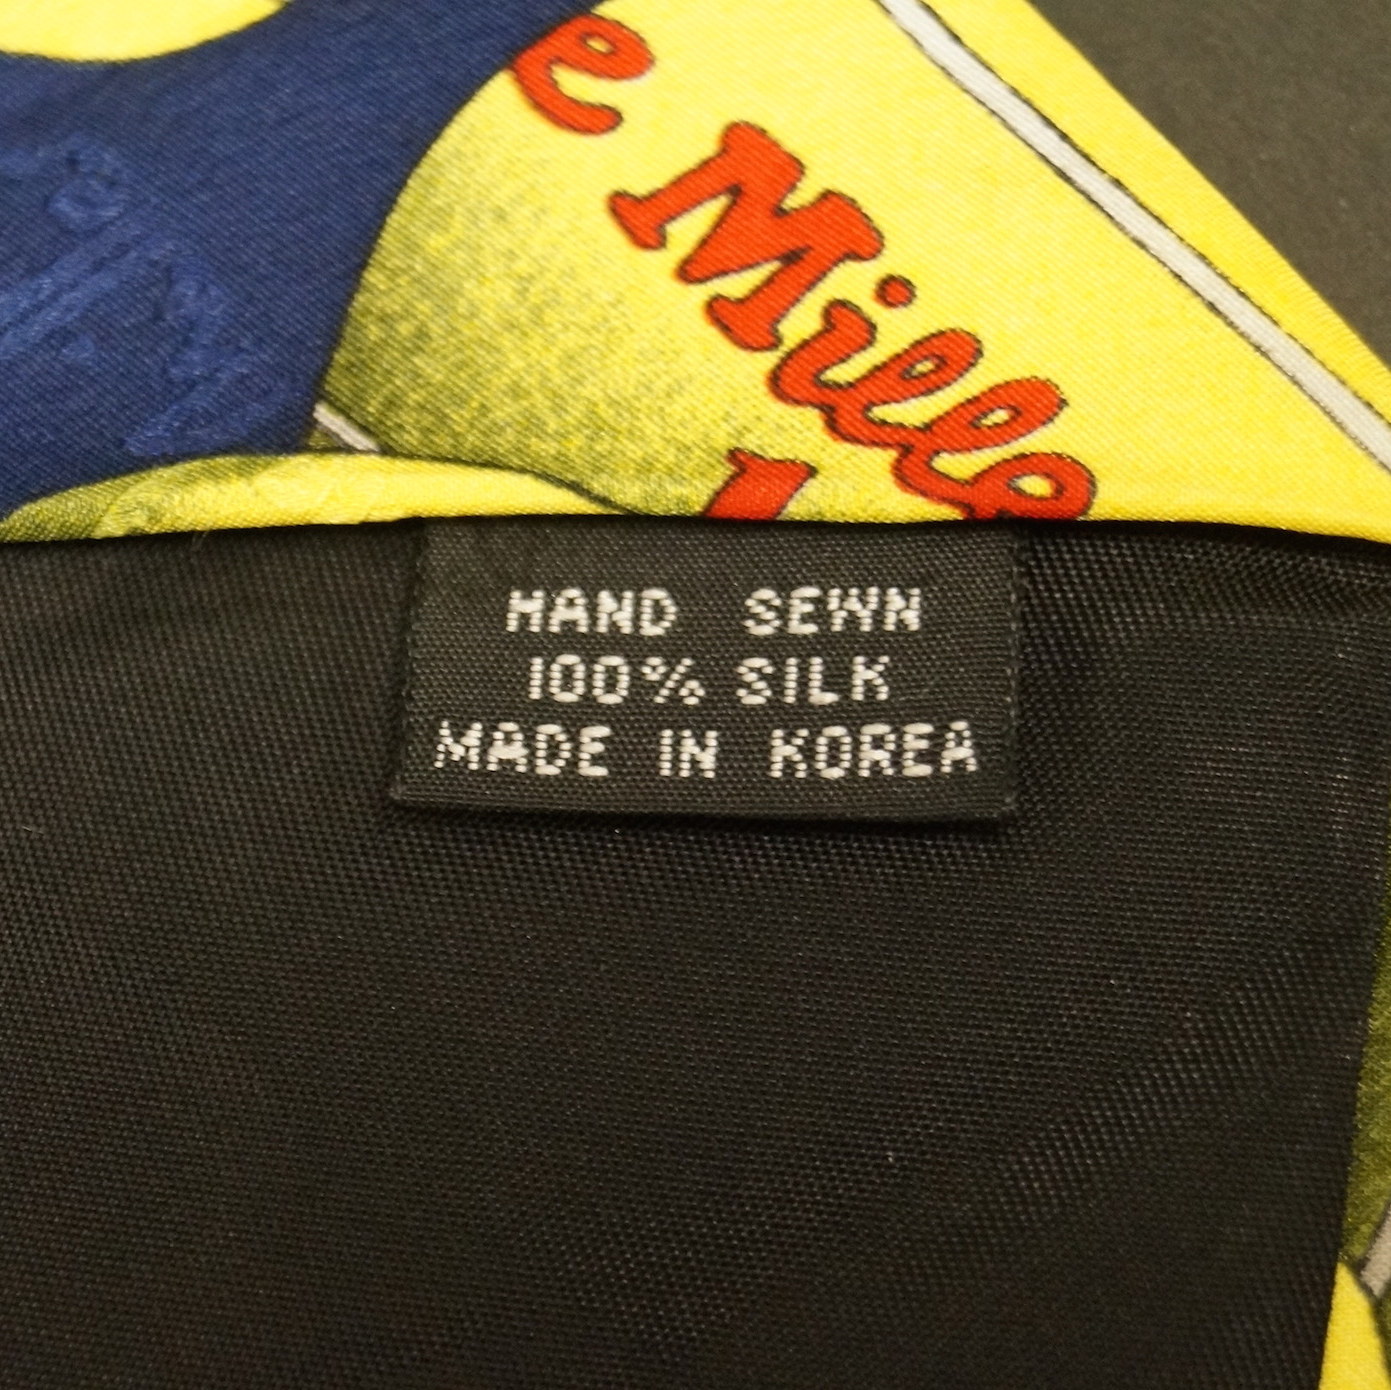 e Mille
HAND SEWN
100% SILK
MADE IN KOREA